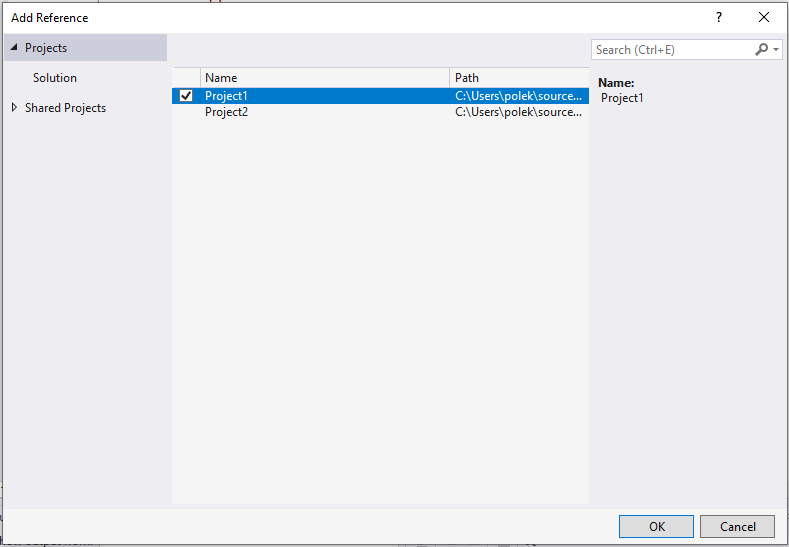 Add Reference
?
Projects
Search (Ctrl+E)
Solution
Name
Path
Name:
Project1
C:\Users\polek\source...
Project1
Shared Projects
Project2
C:\Users\polek\source...
OK
Cancel